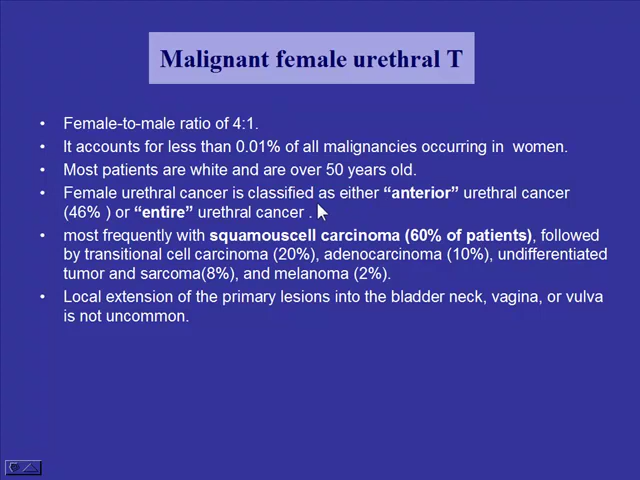 Malignant female urethral T
• Female-to-male ratio of 4:1.
• It accounts for less than 0.01% of all malignancies occurring in women.
• Most patients are white and are over 50 years old.
• Female urethral cancer is classified as either “anterior” urethral cancer
(46% ) or “entire” urethral cancer .
• most frequently with squamouscell carcinoma (60% of patients), followed
by transitional cell carcinoma (20%), adenocarcinoma (10%), undifferentiated
tumor and sarcoma(8%), and melanoma (2%).
• Local extension of the primary lesions into the bladder neck, vagina, or vulva
is not uncommon.